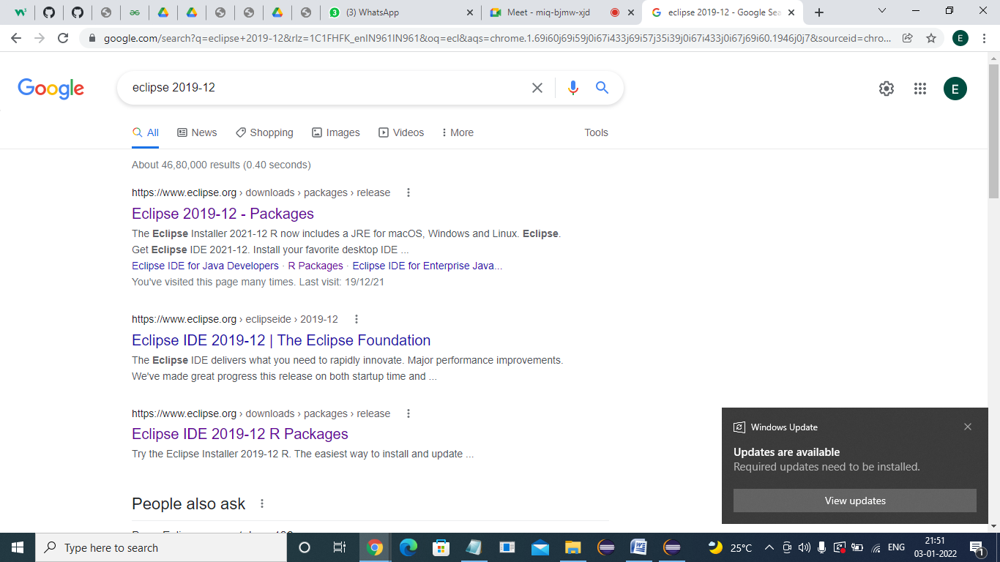 (3) WhatsApp
Meet - miq-bjmw-xjd
eclipse 2019-12 - Google Sea
google.com/search?q=eclipse+2019-12&rlz=1C1FHFK_enIN961IN961&oq=ecl&aqs=chrome.1.69i60j69i59j0i67i433j69i57j35i39j0i67i433j0i67j69i60.1946j0j7&sourceid=chro...
E
Google
eclipse 2019-12
E
All
News
Shopping
Images
Videos
More
Tools
About 46,80,000 results (0.40 seconds)
https://www.eclipse.org › downloads › packages › release
Eclipse 2019-12 - Packages
The Eclipse Installer 2021-12 R now includes a JRE for macOS, Windows and Linux. Eclipse.
Get Eclipse IDE 2021-12. Install your favorite desktop IDE ...
Eclipse IDE for Java Developers · R Packages · Eclipse IDE for Enterprise Java...
You've visited this page many times. Last visit: 19/12/21
https://www.eclipse.org › eclipseide › 2019-12
Eclipse IDE 2019-12 | The Eclipse Foundation
The Eclipse IDE delivers what you need to rapidly innovate. Major performance improvements.
We've made great progress this release on both startup time and ...
https://www.eclipse.org › downloads › packages › release
Eclipse IDE 2019-12 R Packages
Try the Eclipse Installer 2019-12 R. The easiest way to install and update ...
People also ask
Windows Update
Updates are available
Required updates need to be installed.
View updates
Type here to search
25°C
ENG
21:51
03-01-2022
1